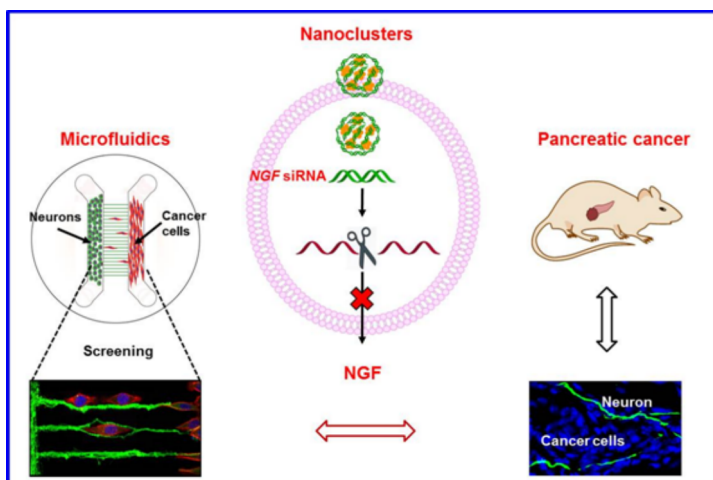 Nanoclusters
Microfluidics
Pancreatic cancer
NGF siRNA
Neurons
Cancer
cells
Screening
NGF
Neuron
Cancer cells